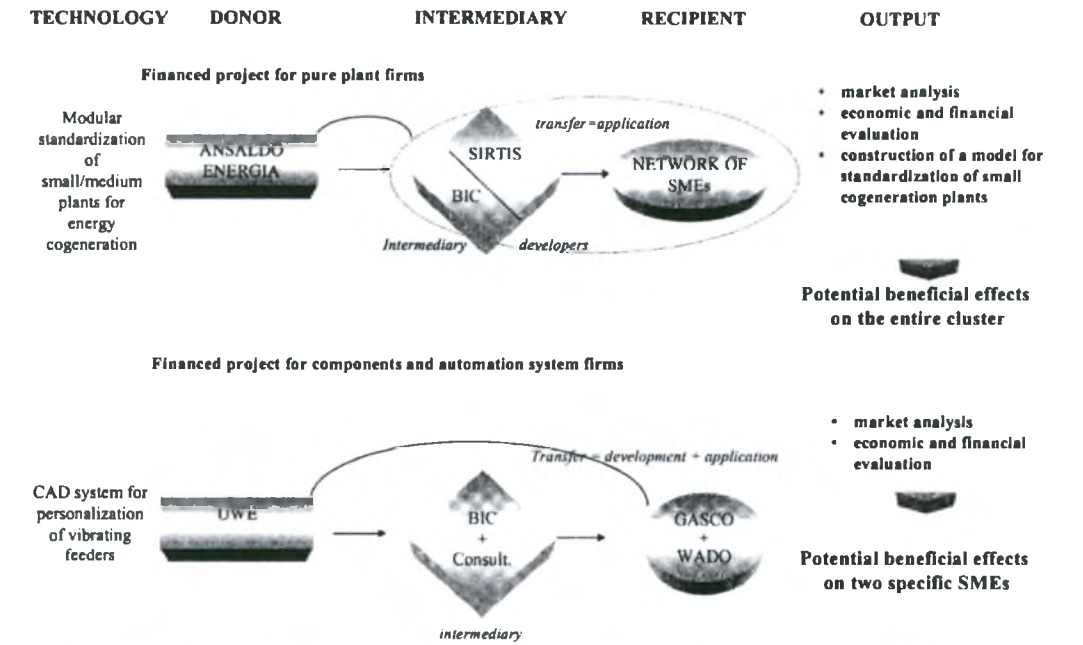 TECHNOLOGY DONOR INTERMEDIARY RECIPIENT OUTPUT
Financed project for pure plant firms
Modular
standardization
of
small/medium
plants for
energy
cogeneration
ANSALDO
ENERGIA
SIRTIS
BIC
Intermediary
developers
transfer=application
NETWORK OF
SMEs
• market analysis
• economic and financial
evaluation
• construction of a model for
standardization of small
cogeneration plants
Potential beneficial effects
on the entire cluster
Financed project for components and automation system firms
CAD system for
personalization
of vibrating
feeders
UWE
BIC
+
Consult.
intermediary
Transfer = development + application
GASCO
+
WADO
• market analysis
• economic and financial
evaluation
Potential beneficial effects
on two specific SMEs